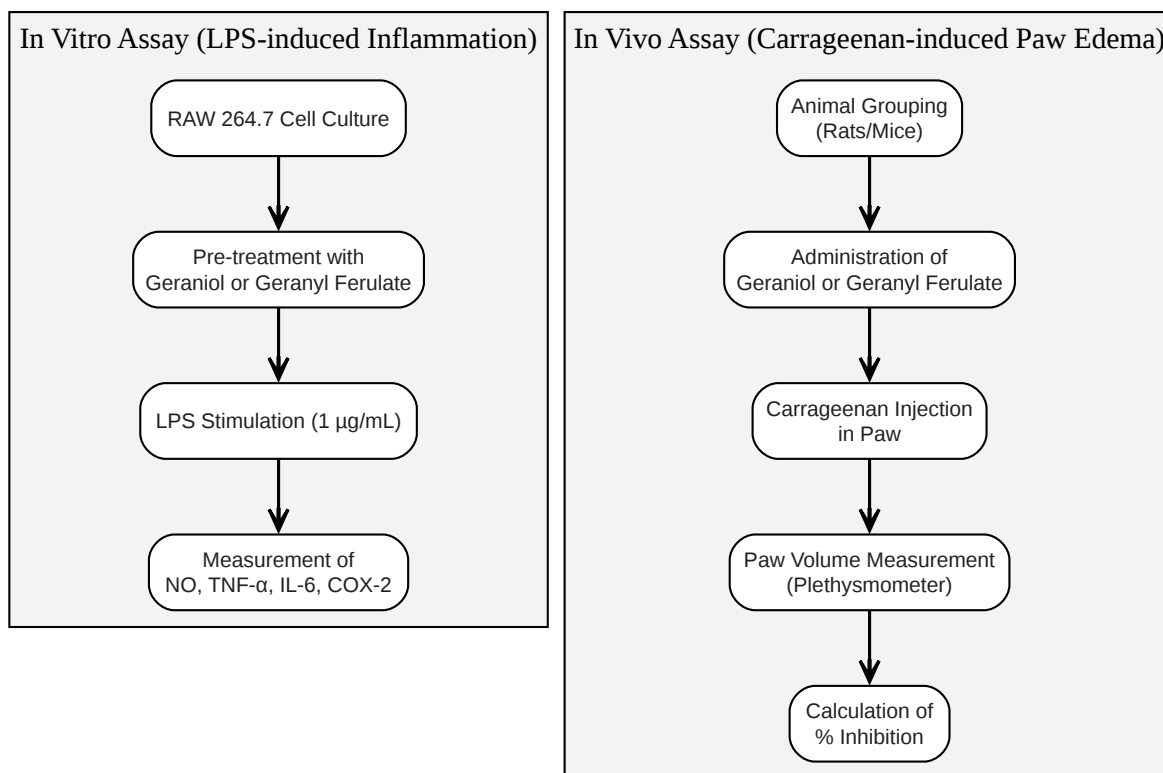 In Vitro Assay (LPS-induced Inflammation)
RAW 264.7 Cell Culture
Pre-treatment with
Geraniol or Geranyl Ferulate
LPS Stimulation (1 µg/mL)
Measurement of
NO, TNF-α, IL-6, COX-2
In Vivo Assay (Carrageenan-induced Paw Edema)
Animal Grouping
(Rats/Mice)
Administration of
Geraniol or Geranyl Ferulate
Carrageenan Injection
in Paw
Paw Volume Measurement
(Plethysmometer)
Calculation of
% Inhibition